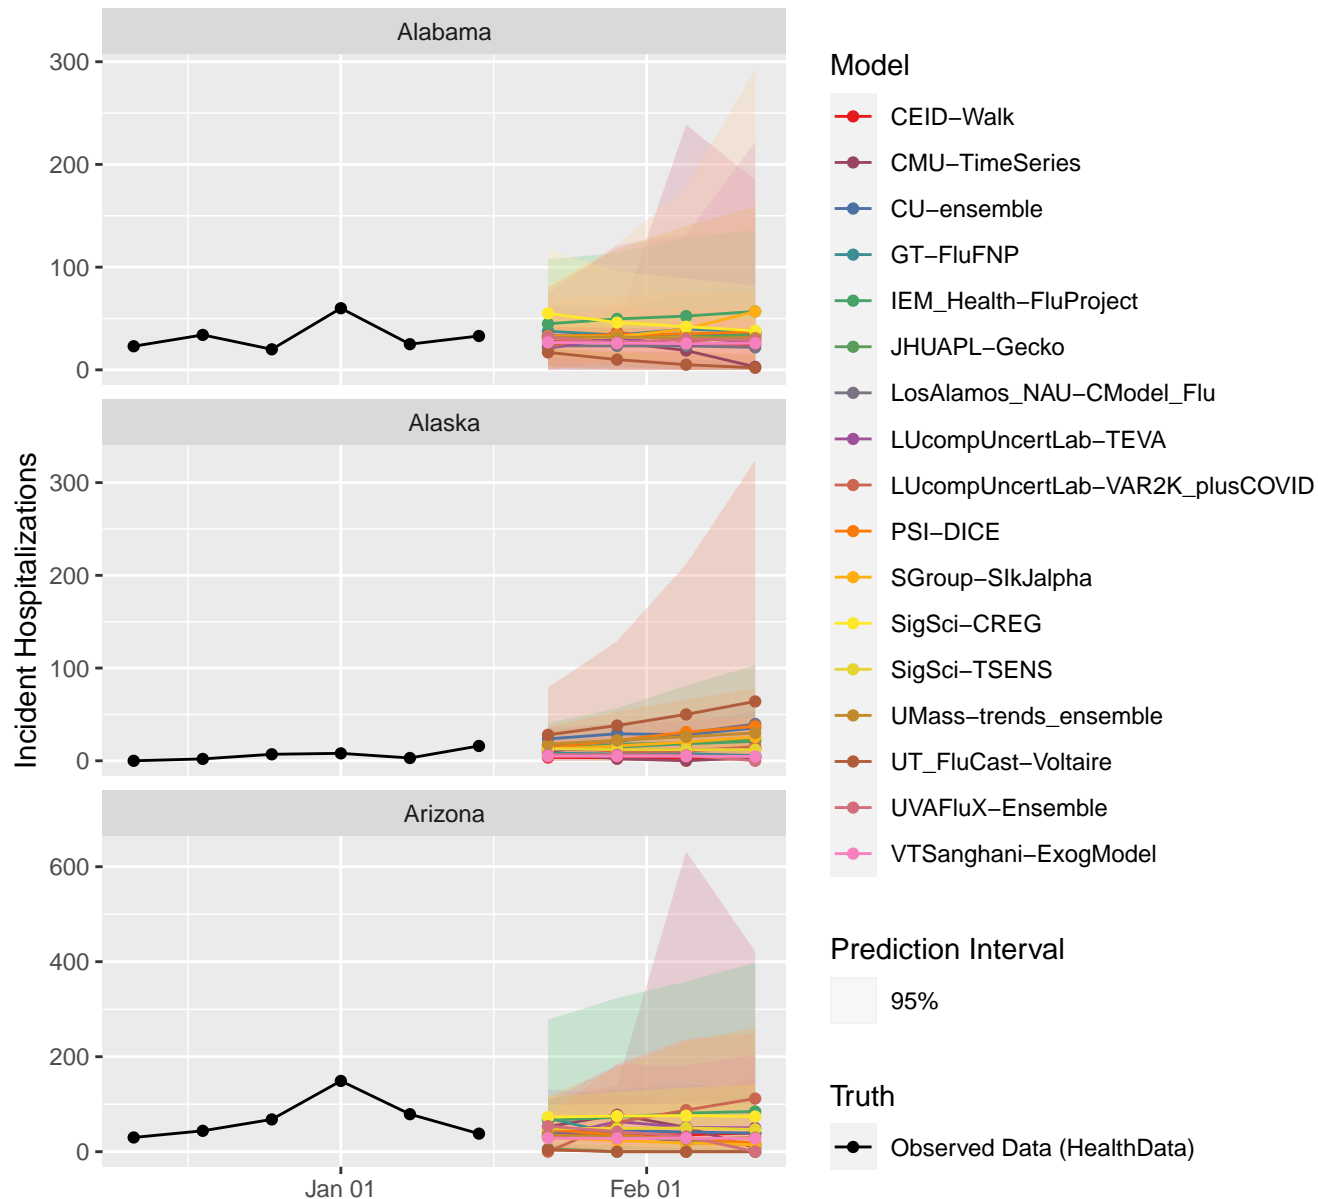 Alabama
300
200
100
0
Alaska
300
200
100
0
Arizona
600
400
200
0
Jan 01
Feb 01
Incident Hospitalizations
Model
CEID−Walk
CMU−TimeSeries
CU−ensemble
GT−FluFNP
IEM_Health−FluProject
JHUAPL−Gecko
LosAlamos_NAU−CModel_Flu
LUcompUncertLab−TEVA
LUcompUncertLab−VAR2K_plusCOVID
PSI−DICE
SGroup−SIkJalpha
SigSci−CREG
SigSci−TSENS
UMass−trends_ensemble
UT_FluCast−Voltaire
UVAFluX−Ensemble
VTSanghani−ExogModel
Prediction Interval
95%
Truth
Observed Data (HealthData)